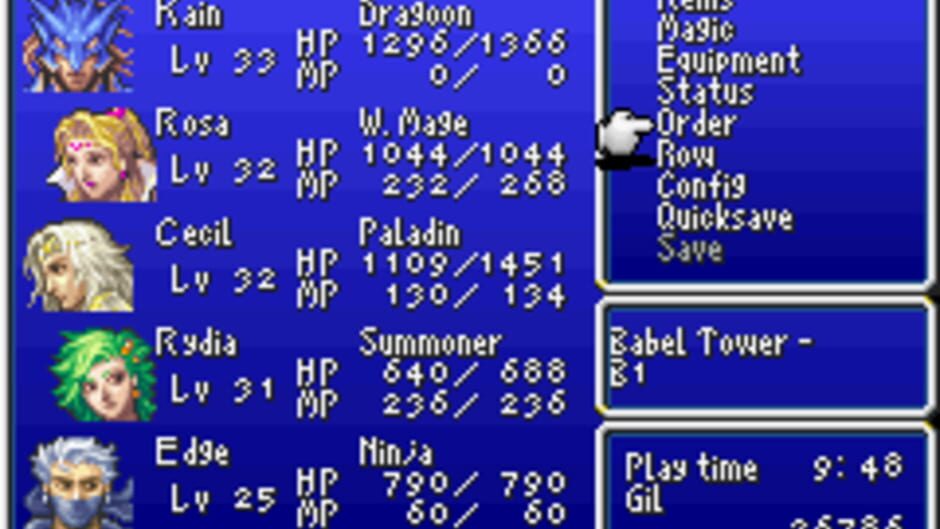 Kain Dragoon
Lv 33 HP 1296/1366
MP 0/ 0
Rosa W.Mage
Lv 32 HP 1044/1044
MP 232/ 268
Cecil Paladin
Lv 32 HP 1109/1451
MP 130/ 134
Rydia Summoner
Lv 31 HP 640/ 688
MP 236/ 236
Edge Ninja
Lv 25 HP 790/ 790
MP 60/ 60
Items
Magic
Equipment
Status
Order
Row
Config
Quicksave
Save
Babel Tower -
B1
Play time 9:48
Gil